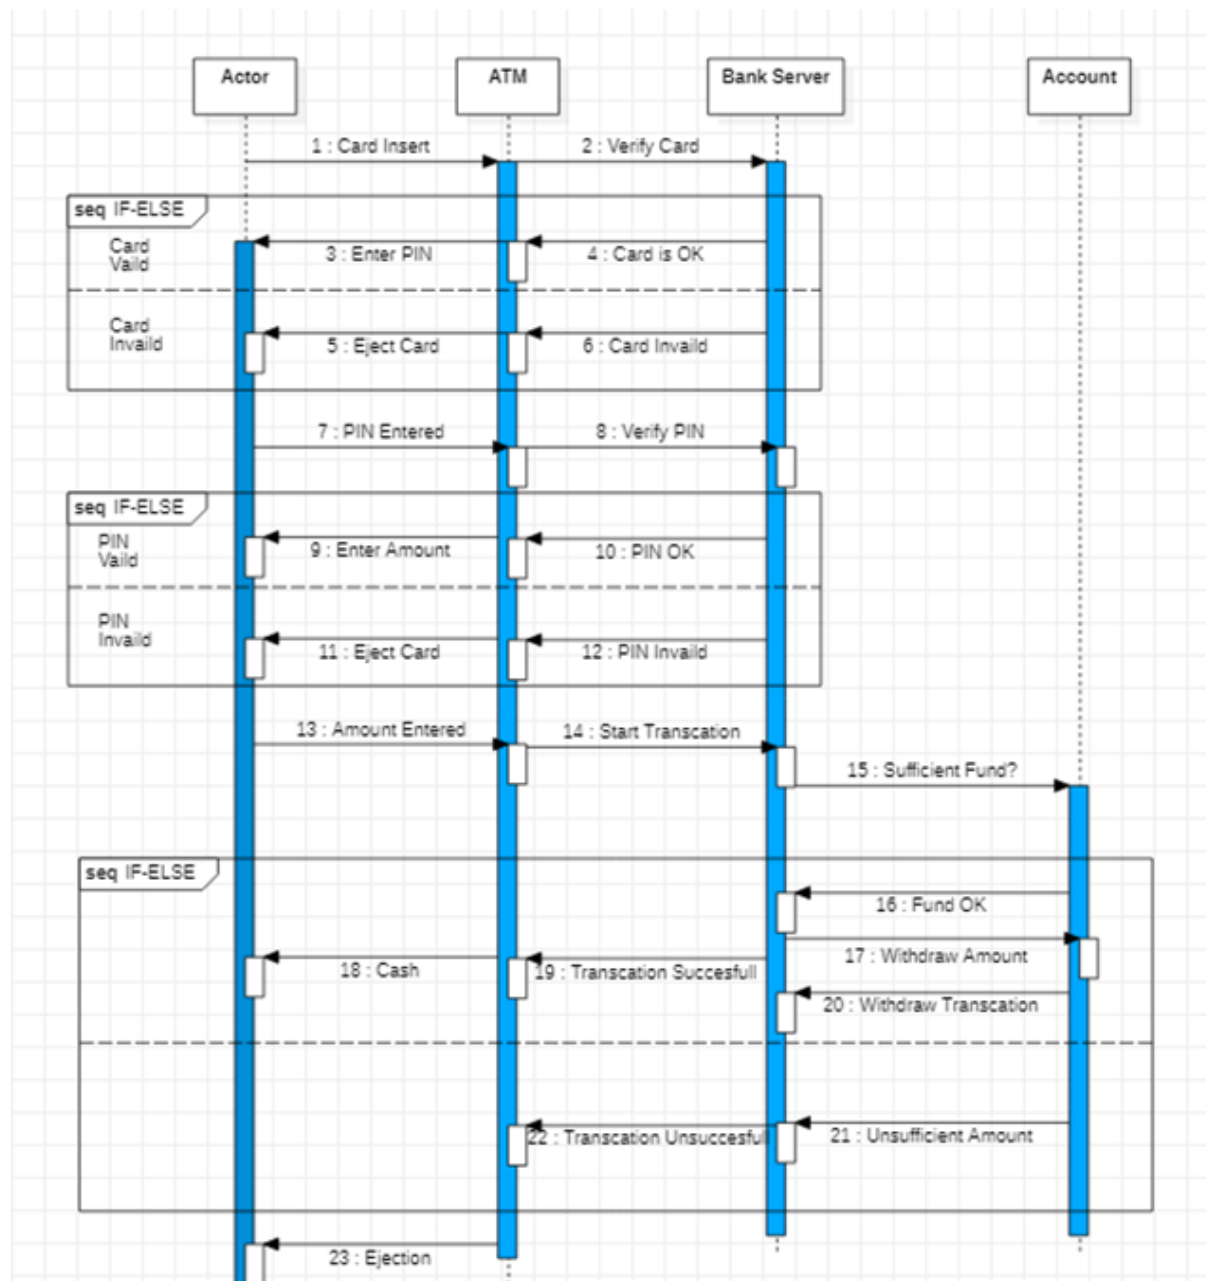 Actor
ATM
Bank Server
Account
1 : Card Insert
2 : Verify Card
seq IF-ELSE
Card
Vaild
3 : Enter PIN
4 : Card is OK
Card
Invaild
5 : Eject Card
6 : Card Invaild
7 : PIN Entered
8 : Verify PIN
seq IF-ELSE
PIN
Vaild
9 : Enter Amount
10 : PIN OK
PIN
Invaild
11 : Eject Card
12 : PIN Invaild
13 : Amount Entered
14 : Start Transcation
15 : Sufficient Fund?
seq IF-ELSE
16 : Fund OK
17 : Withdraw Amount
18 : Cash
19 : Transcation Succesfull
20 : Withdraw Transcation
22 : Transcation Unsuccesfull
21 : Unsufficient Amount
23 : Ejection